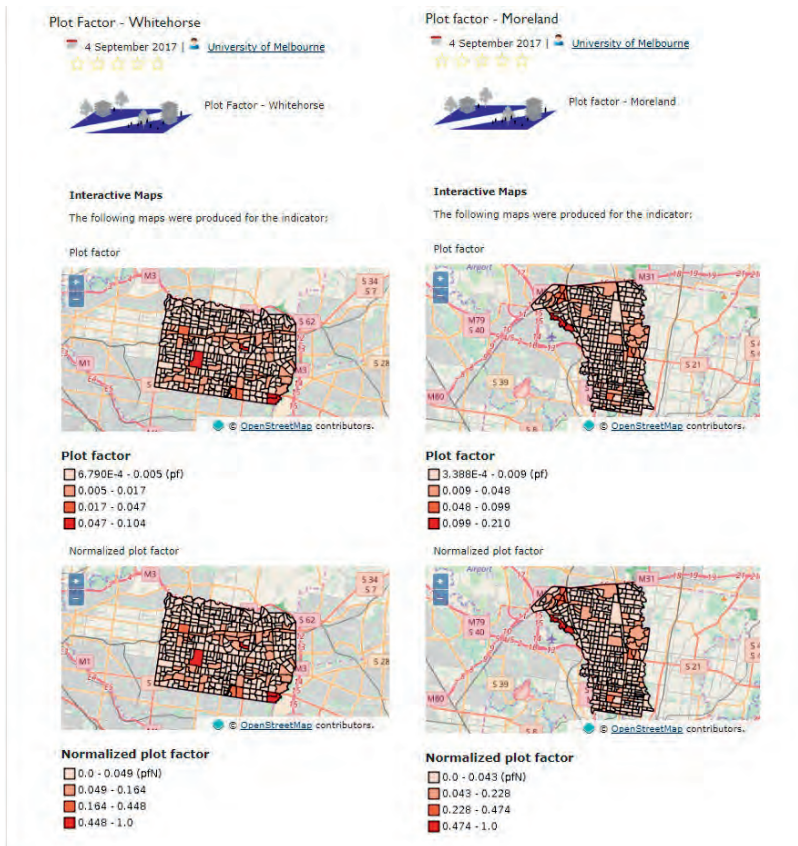 Plot Factor - Whitehorse
4 September 2017 | University of Melbourne
Plot Factor - Whitehorse
Interactive Maps
The following maps were produced for the indicator:
Plot factor
M3
S 34
S 7
S 62
M1
M3
S 28
© OpenStreetMap contributors.
Plot factor
6.790E-4 - 0.005 (pf)
0.005 - 0.017
0.017 - 0.047
0.047 - 0.104
Normalized plot factor
M3
S 34
S 7
S 62
M1
M3
S 28
© OpenStreetMap contributors.
Normalized plot factor
0.0 - 0.049 (pfN)
0.049 - 0.164
0.164 - 0.448
0.448 - 1.0
Plot factor - Moreland
4 September 2017 | University of Melbourne
Plot factor - Moreland
Interactive Maps
The following maps were produced for the indicator:
Plot factor
Airport
M31
M79
S 40
S 39
S 21
M80
S 8
© OpenStreetMap contributors.
Plot factor
3.388E-4 - 0.009 (pf)
0.009 - 0.048
0.048 - 0.099
0.099 - 0.210
Normalized plot factor
Airport
M31
M79
S 40
S 39
S 21
M80
© OpenStreetMap contributors.
Normalized plot factor
0.0 - 0.043 (pfN)
0.043 - 0.228
0.228 - 0.474
0.474 - 1.0